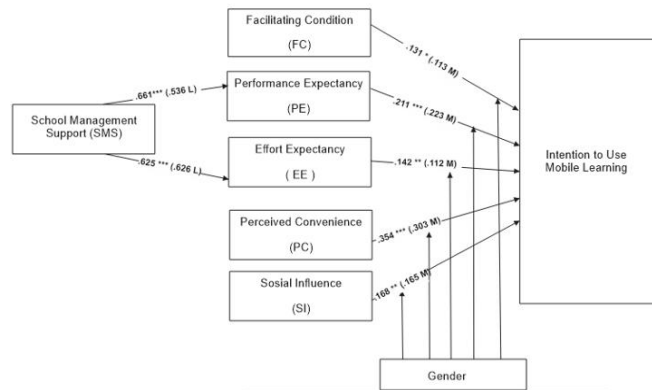 Facilitating Condition
(FC)
.131 * (.113 M)
.661*** (.536 L)
Performance Expectancy
(PE)
.211 *** (.223 M)
School Management
Support (SMS)
Effort Expectancy
( EE )
.625 *** (.626 L)
.142 ** (.112 M)
Intention to Use
Mobile Learning
Perceived Convenience
(PC)
.354 *** (.303 M)
Sosial Influence
(SI)
.168 ** (.165 M)
Gender